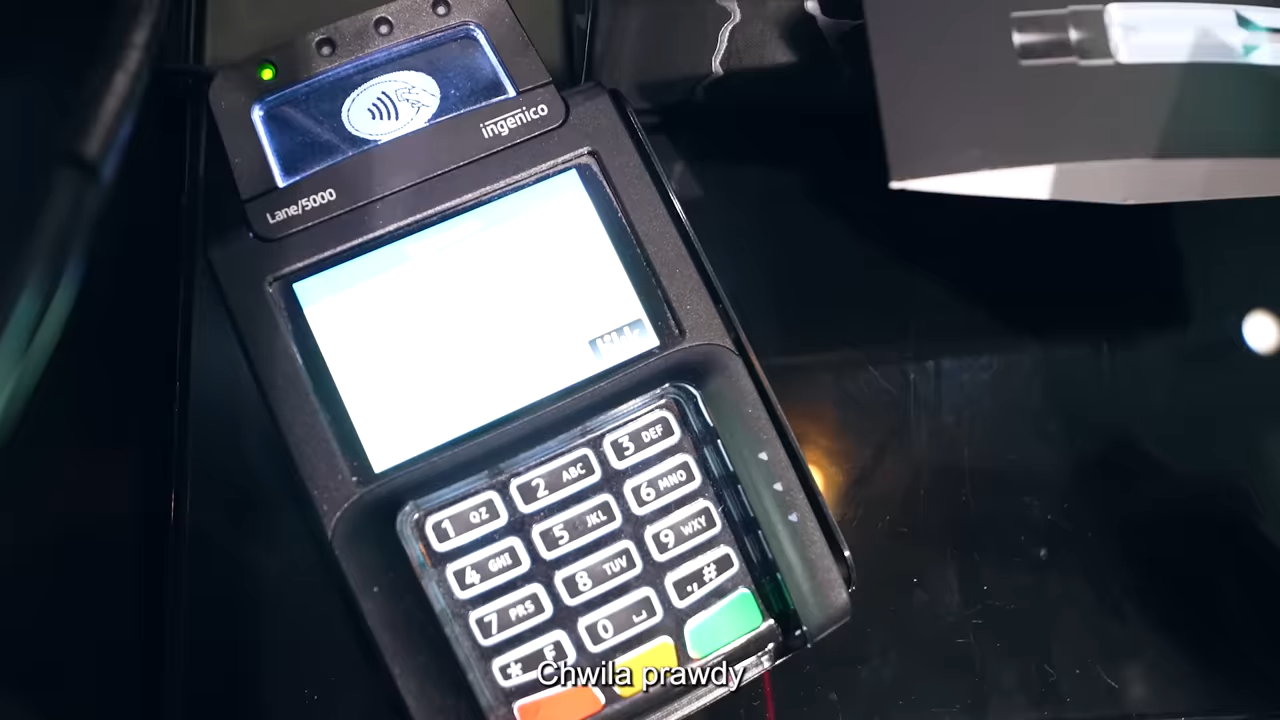 ingenico
Lane/5000
1 QZ
2 ABC
3 DEF
4 GHI
5 JKL
6 MNO
7 PRS
8 TUV
9 WXY
* F
0
., #
Chwila prawdy